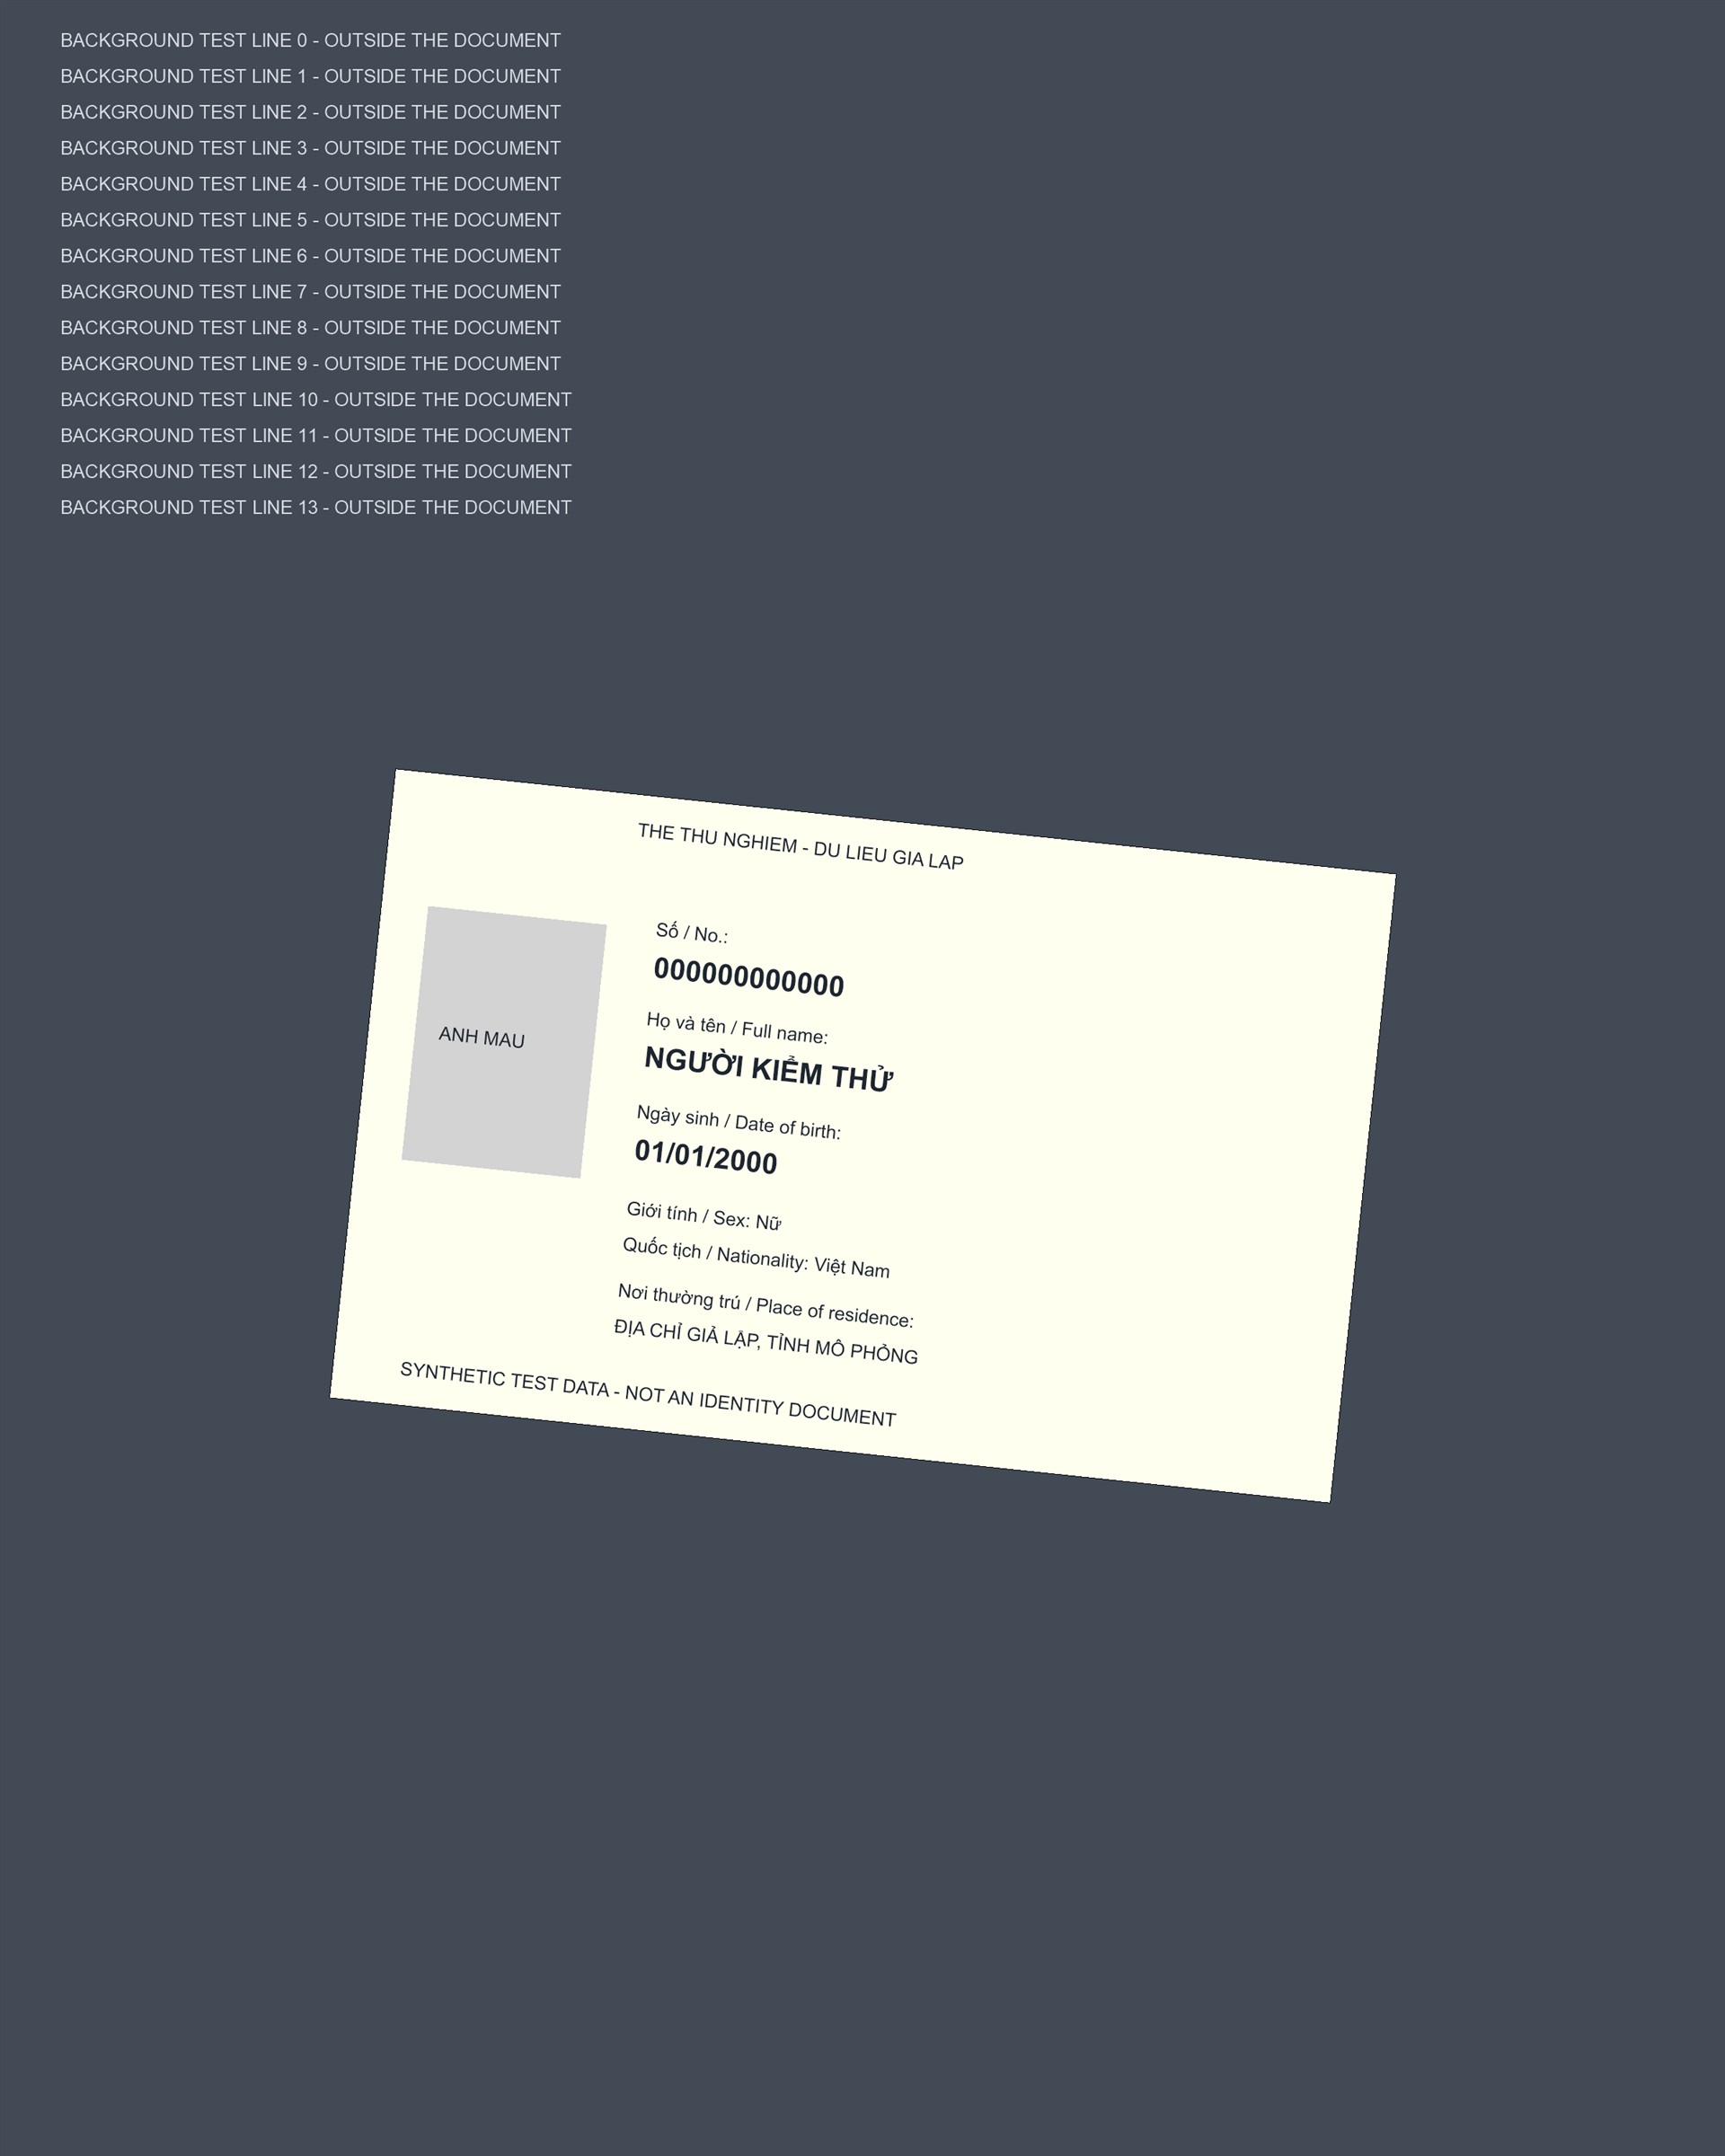 BACKGROUND TEST LINE 0 - OUTSIDE THE DOCUMENT
BACKGROUND TEST LINE 1 - OUTSIDE THE DOCUMENT
BACKGROUND TEST LINE 2 - OUTSIDE THE DOCUMENT
BACKGROUND TEST LINE 3 - OUTSIDE THE DOCUMENT
BACKGROUND TEST LINE 4 - OUTSIDE THE DOCUMENT
BACKGROUND TEST LINE 5 - OUTSIDE THE DOCUMENT
BACKGROUND TEST LINE 6 - OUTSIDE THE DOCUMENT
BACKGROUND TEST LINE 7 - OUTSIDE THE DOCUMENT
BACKGROUND TEST LINE 8 - OUTSIDE THE DOCUMENT
BACKGROUND TEST LINE 9 - OUTSIDE THE DOCUMENT
BACKGROUND TEST LINE 10 - OUTSIDE THE DOCUMENT
BACKGROUND TEST LINE 11 - OUTSIDE THE DOCUMENT
BACKGROUND TEST LINE 12 - OUTSIDE THE DOCUMENT
BACKGROUND TEST LINE 13 - OUTSIDE THE DOCUMENT
THE THU NGHIEM - DU LIEU GIA LAP
ANH MAU
Số / No.:
000000000000
Họ và tên / Full name:
NGƯỜI KIỂM THỬ
Ngày sinh / Date of birth:
01/01/2000
Giới tính / Sex: Nữ
Quốc tịch / Nationality: Việt Nam
Nơi thường trú / Place of residence:
ĐỊA CHỈ GIẢ LẬP, TỈNH MÔ PHỎNG
SYNTHETIC TEST DATA - NOT AN IDENTITY DOCUMENT